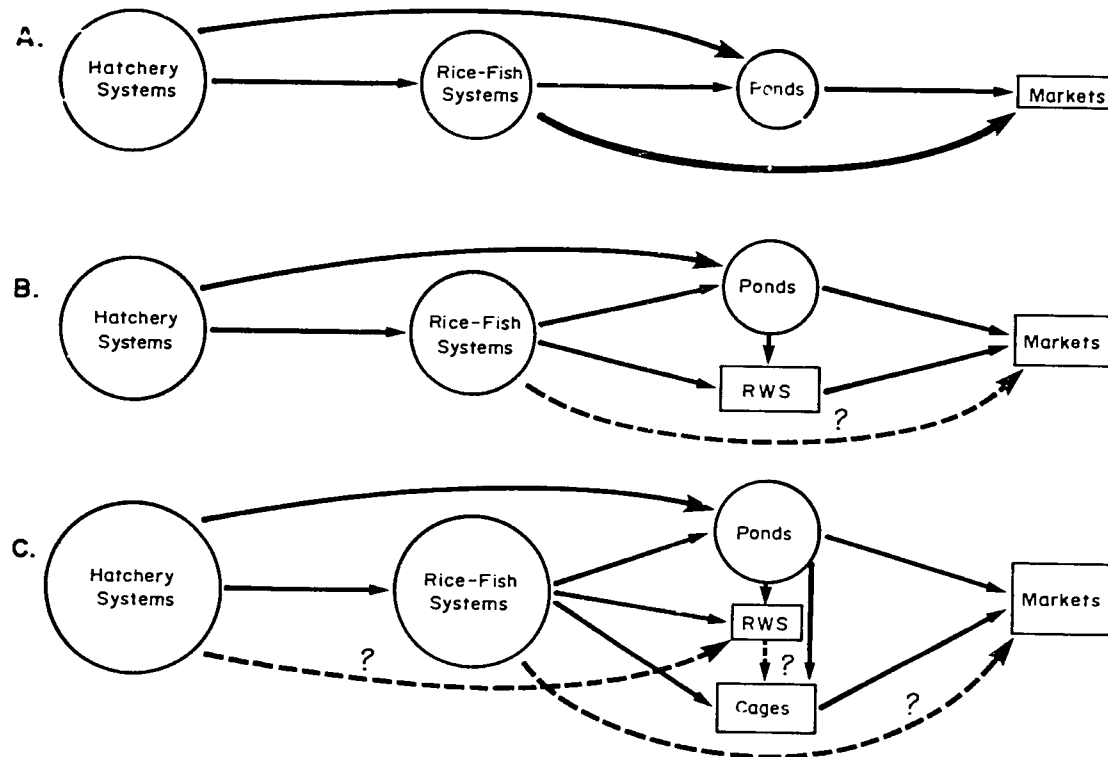 A.
Hatchery
Systems
Rice-Fish
Systems
Ponds
Markets
B.
Hatchery
Systems
Rice-Fish
Systems
Ponds
RWS
Markets
?
C.
Hatchery
Systems
Rice-Fish
Systems
Ponds
RWS
Cages
Markets
?
?
?